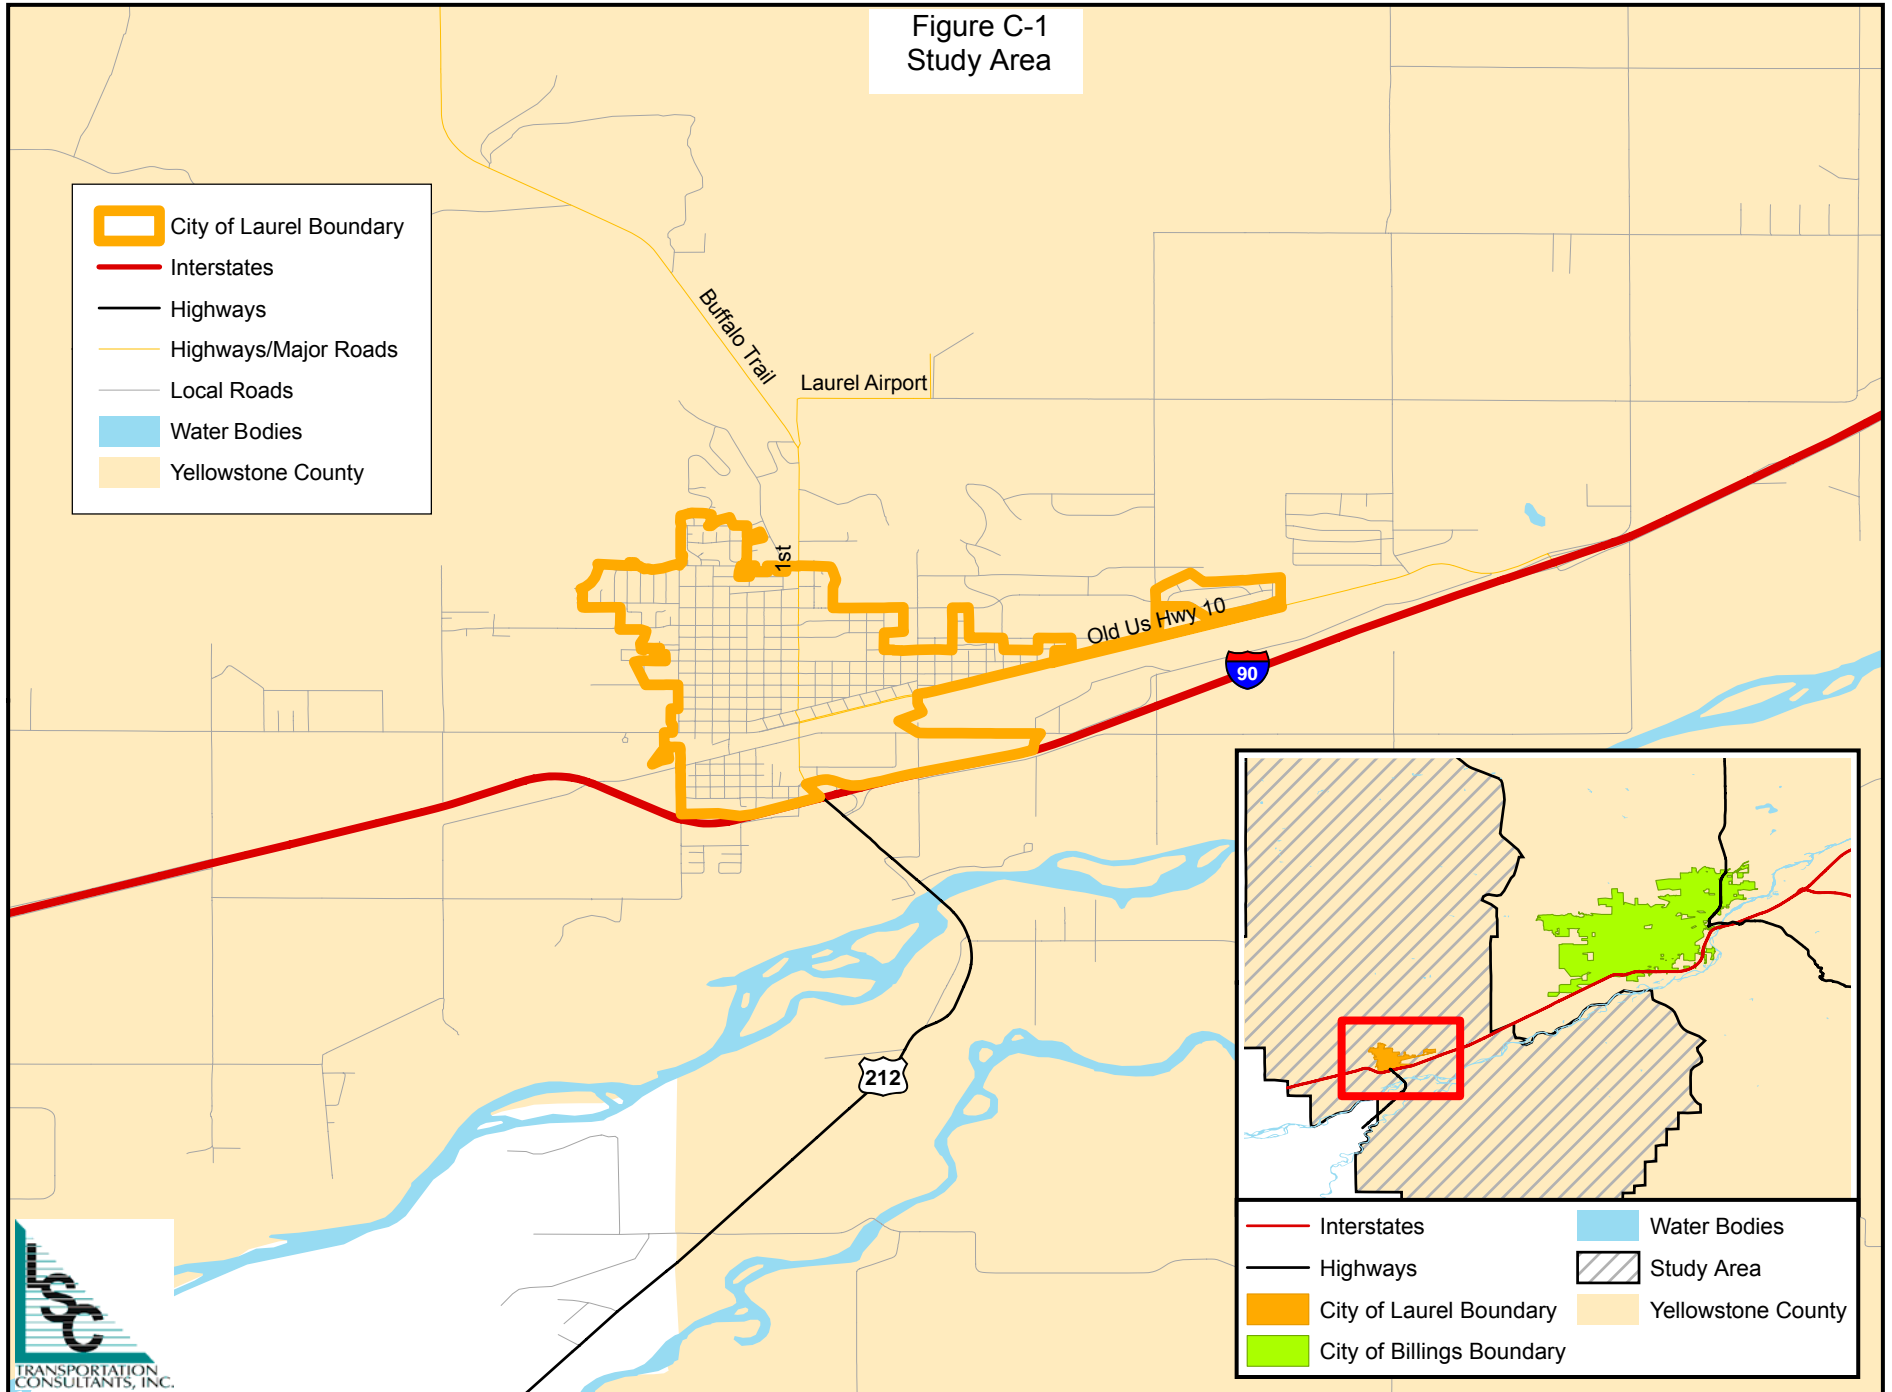 Figure C-1
Study Area
City of Laurel Boundary
Interstates
Highways
Highways/Major Roads
Local Roads
Water Bodies
Yellowstone County
Buffalo Trail
Laurel Airport
1st
Old Us Hwy 10
90
212
Interstates
Highways
City of Laurel Boundary
City of Billings Boundary
Water Bodies
Study Area
Yellowstone County
LSC
TRANSPORTATION
CONSULTANTS, INC.